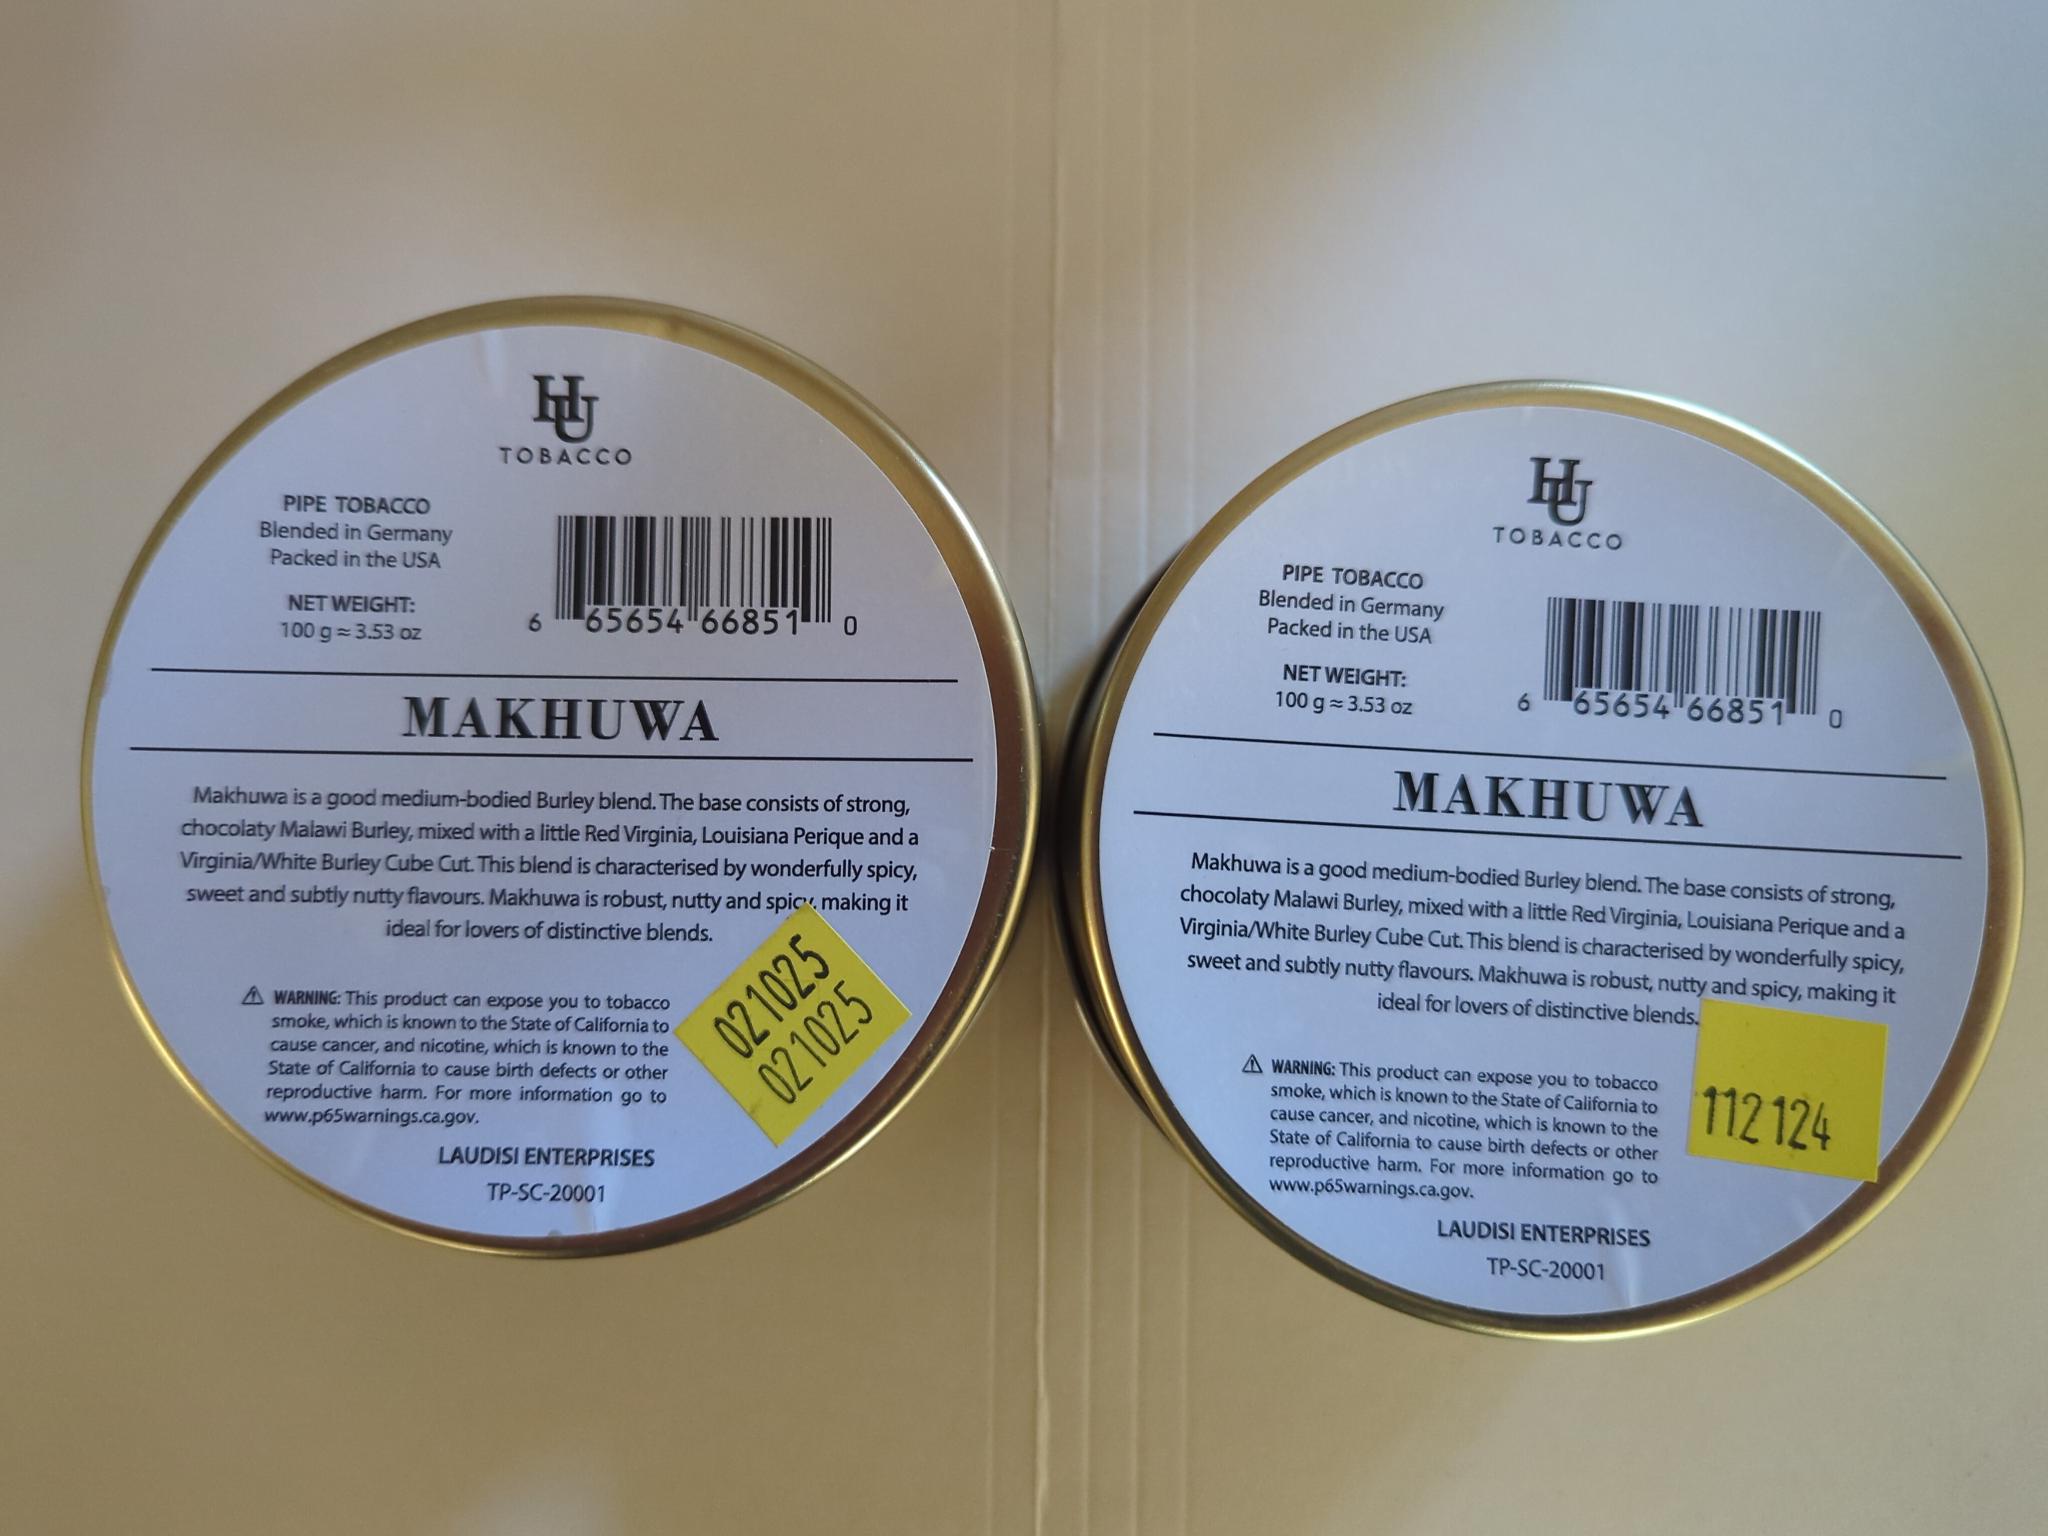 HU
TOBACCO
PIPE TOBACCO
Blended in Germany
Packed in the USA
NET WEIGHT:
100 g ≈ 3.53 oz
6 65654 66851 0
MAKHUWA
Makhuwa is a good medium-bodied Burley blend. The base consists of strong,
chocolaty Malawi Burley, mixed with a little Red Virginia, Louisiana Perique and a
Virginia/White Burley Cube Cut. This blend is characterised by wonderfully spicy,
sweet and subtly nutty flavours. Makhuwa is robust, nutty and spicy, making it
ideal for lovers of distinctive blends.
021025
021025
⚠ WARNING: This product can expose you to tobacco
smoke, which is known to the State of California to
cause cancer, and nicotine, which is known to the
State of California to cause birth defects or other
reproductive harm. For more information go to
www.p65warnings.ca.gov.
LAUDISI ENTERPRISES
TP-SC-20001
HU
TOBACCO
PIPE TOBACCO
Blended in Germany
Packed in the USA
NET WEIGHT:
100 g ≈ 3.53 oz
6 65654 66851 0
MAKHUWA
Makhuwa is a good medium-bodied Burley blend. The base consists of strong,
chocolaty Malawi Burley, mixed with a little Red Virginia, Louisiana Perique and a
Virginia/White Burley Cube Cut. This blend is characterised by wonderfully spicy,
sweet and subtly nutty flavours. Makhuwa is robust, nutty and spicy, making it
ideal for lovers of distinctive blends.
112124
⚠ WARNING: This product can expose you to tobacco
smoke, which is known to the State of California to
cause cancer, and nicotine, which is known to the
State of California to cause birth defects or other
reproductive harm. For more information go to
www.p65warnings.ca.gov.
LAUDISI ENTERPRISES
TP-SC-20001